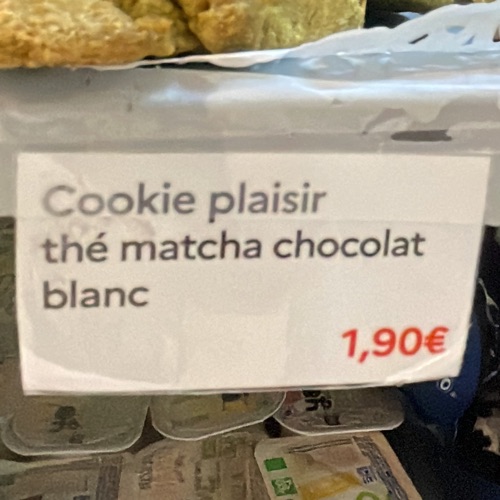 Cookie plaisir
thé matcha chocolat
blanc
1,90€